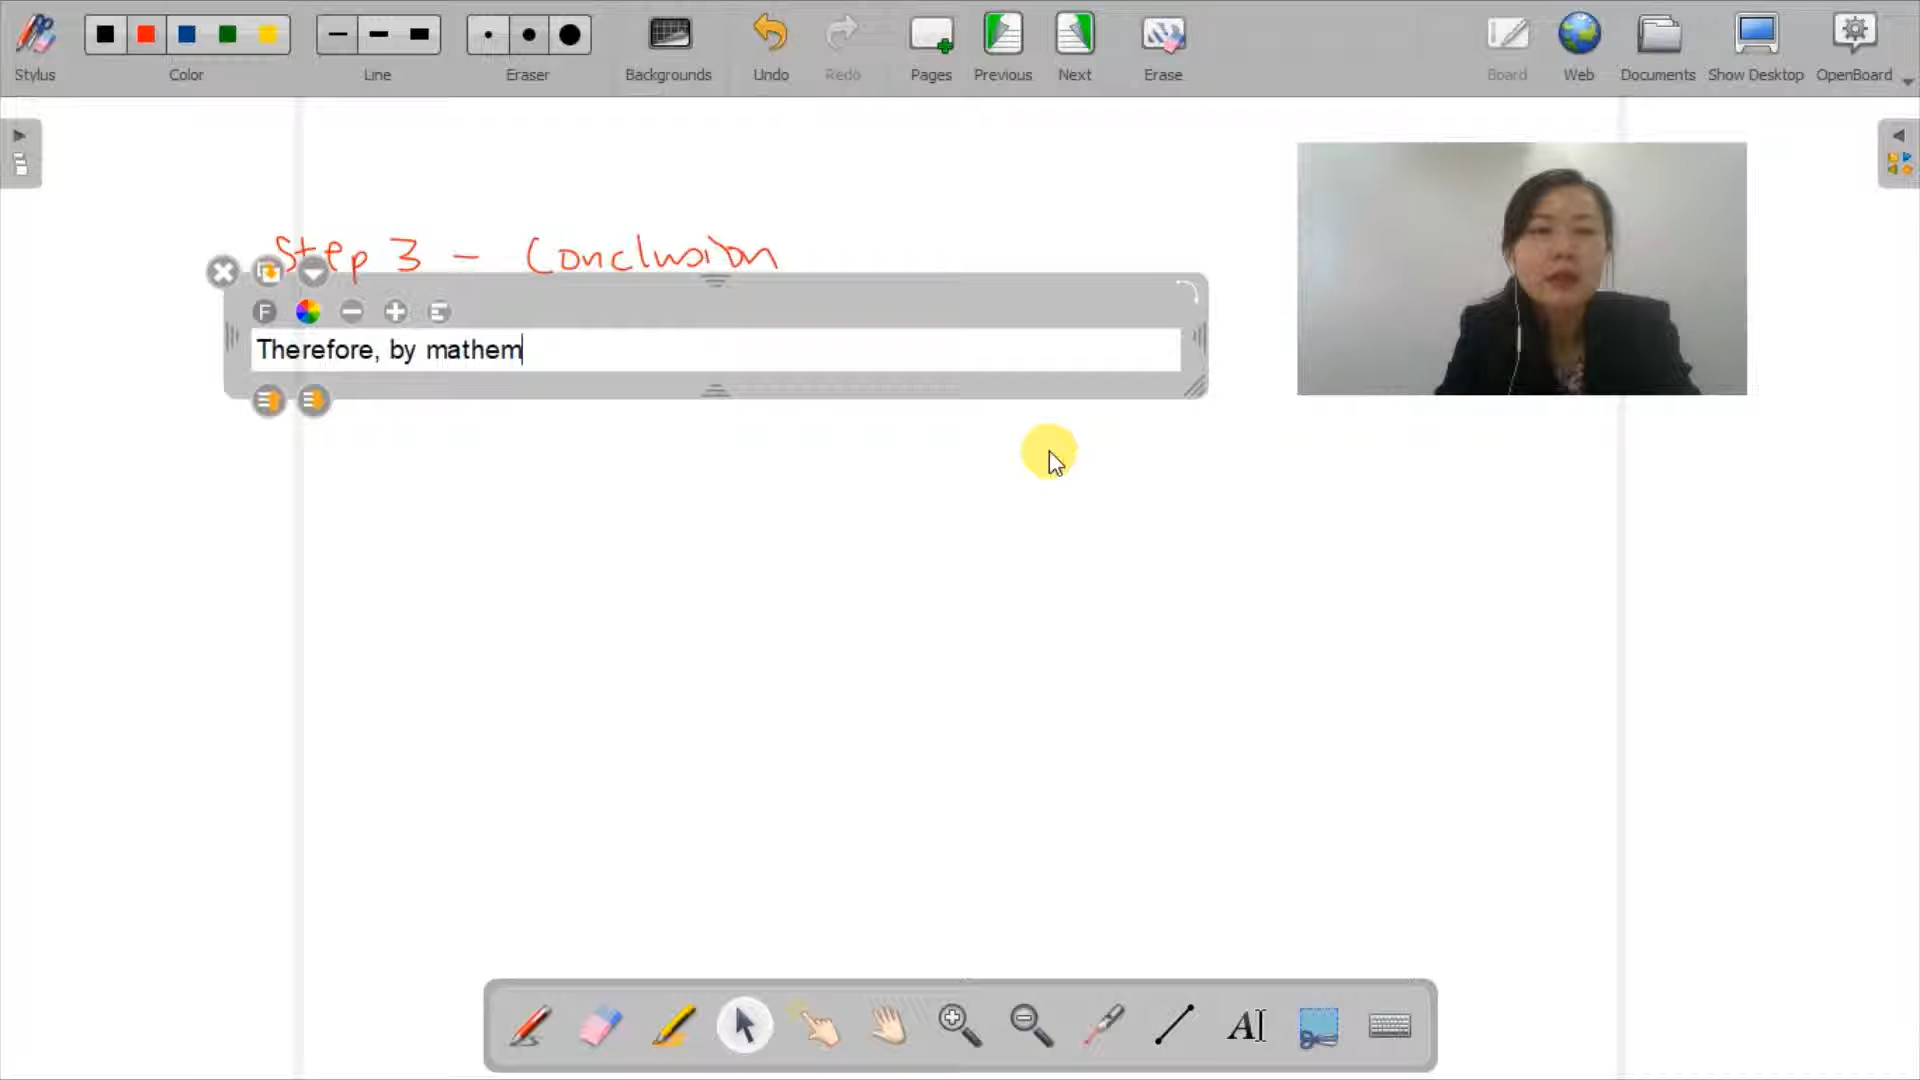 Stylus Color Line Eraser Backgrounds Undo Redo Pages Previous Next Erase Board Web Documents Show Desktop OpenBoard
Step 3 - Conclusion
F
Therefore, by mathem
A